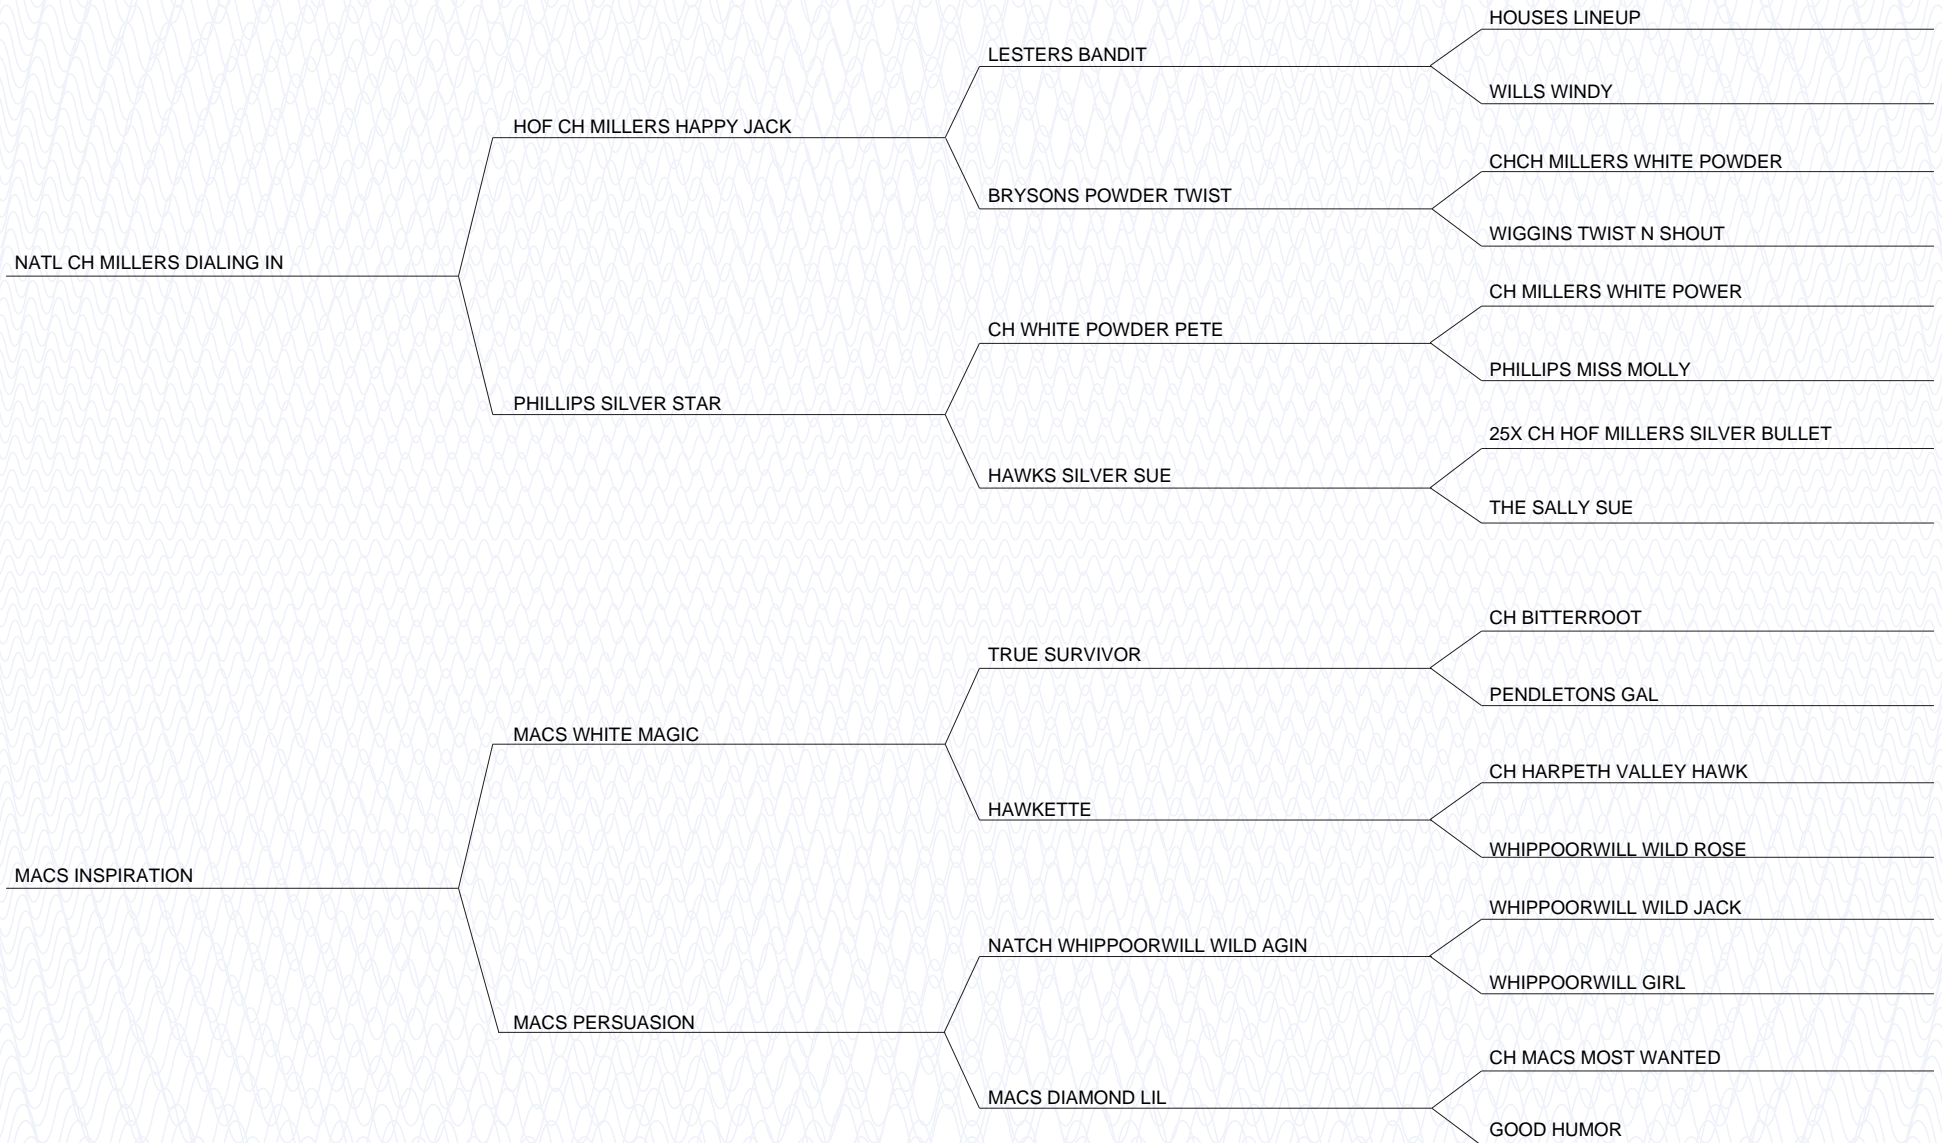 HOUSES LINEUP
LESTERS BANDIT
WILLS WINDY
HOF CH MILLERS HAPPY JACK
CHCH MILLERS WHITE POWDER
BRYSONS POWDER TWIST
WIGGINS TWIST N SHOUT
NATL CH MILLERS DIALING IN
CH MILLERS WHITE POWER
CH WHITE POWDER PETE
PHILLIPS MISS MOLLY
PHILLIPS SILVER STAR
25X CH HOF MILLERS SILVER BULLET
HAWKS SILVER SUE
THE SALLY SUE
CH BITTERROOT
TRUE SURVIVOR
PENDLETONS GAL
MACS WHITE MAGIC
CH HARPETH VALLEY HAWK
HAWKETTE
WHIPPOORWILL WILD ROSE
MACS INSPIRATION
WHIPPOORWILL WILD JACK
NATCH WHIPPOORWILL WILD AGIN
WHIPPOORWILL GIRL
MACS PERSUASION
CH MACS MOST WANTED
MACS DIAMOND LIL
GOOD HUMOR